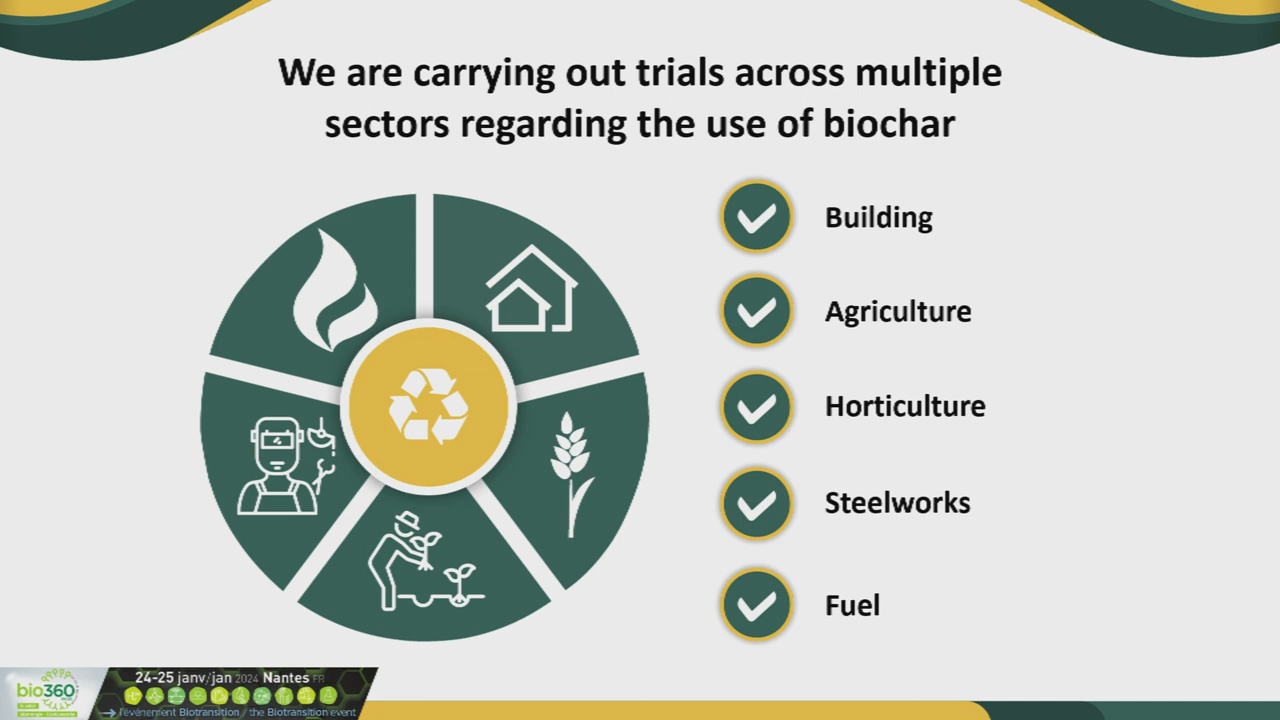 We are carrying out trials across multiple
sectors regarding the use of biochar
Building
Agriculture
Horticulture
Steelworks
Fuel
bio360
24-25 janv/jan 2024 Nantes FR
l'événement Biotransition / the Biotransition event